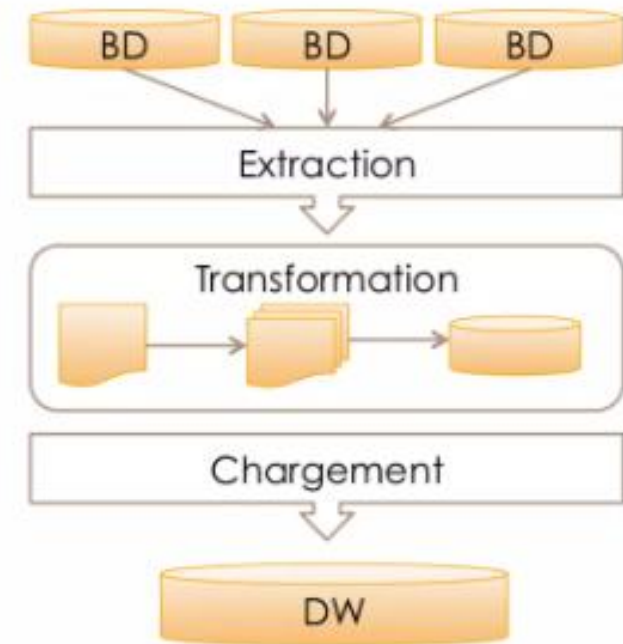 BD BD BD
Extraction
Transformation
Chargement
DW